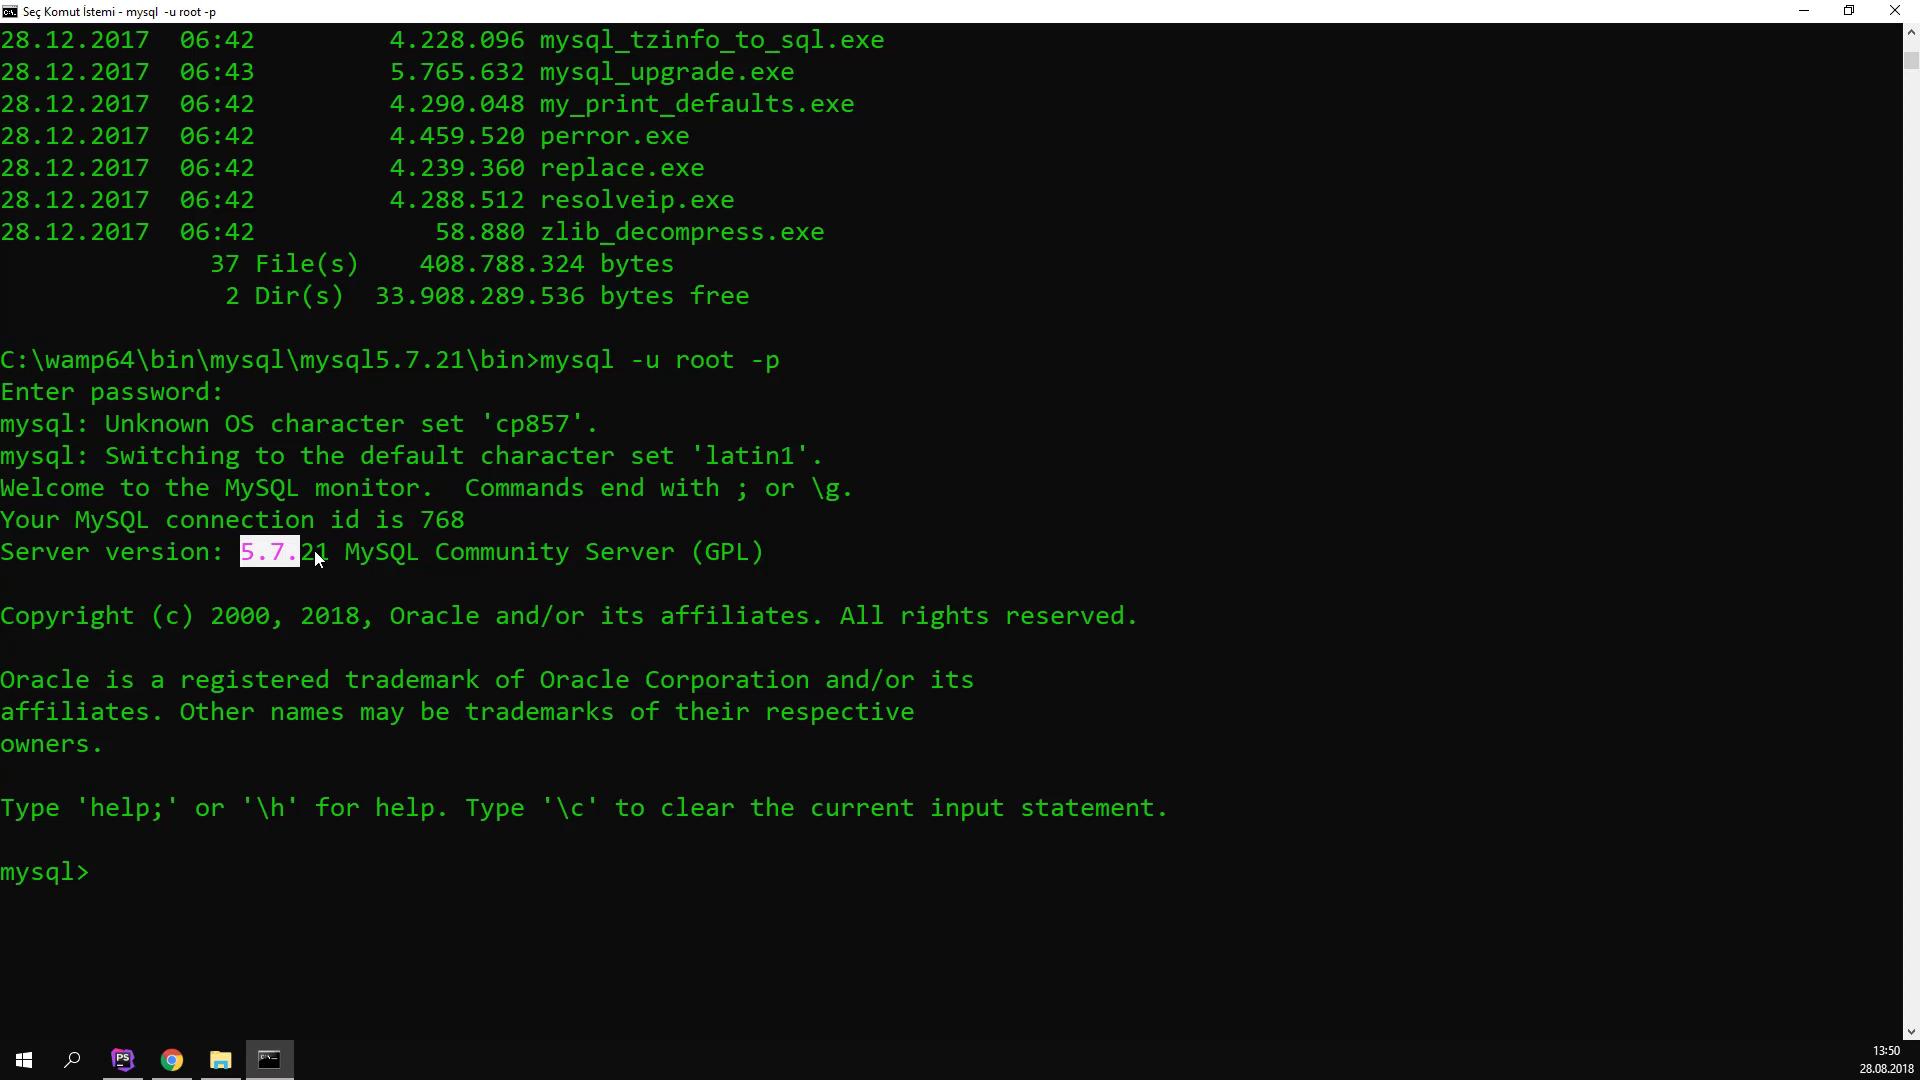 Seç Komut İstemi - mysql -u root -p
28.12.2017  06:42         4.228.096 mysql_tzinfo_to_sql.exe
28.12.2017  06:43         5.765.632 mysql_upgrade.exe
28.12.2017  06:42         4.290.048 my_print_defaults.exe
28.12.2017  06:42         4.459.520 perror.exe
28.12.2017  06:42         4.239.360 replace.exe
28.12.2017  06:42         4.288.512 resolveip.exe
28.12.2017  06:42            58.880 zlib_decompress.exe
37 File(s)    408.788.324 bytes
2 Dir(s)  33.908.289.536 bytes free
C:\wamp64\bin\mysql\mysql5.7.21\bin>mysql -u root -p
Enter password:
mysql: Unknown OS character set 'cp857'.
mysql: Switching to the default character set 'latin1'.
Welcome to the MySQL monitor.  Commands end with ; or \g.
Your MySQL connection id is 768
Server version: 5.7.21 MySQL Community Server (GPL)
Copyright (c) 2000, 2018, Oracle and/or its affiliates. All rights reserved.
Oracle is a registered trademark of Oracle Corporation and/or its
affiliates. Other names may be trademarks of their respective
owners.
Type 'help;' or '\h' for help. Type '\c' to clear the current input statement.
mysql>
PS
13:50
28.08.2018